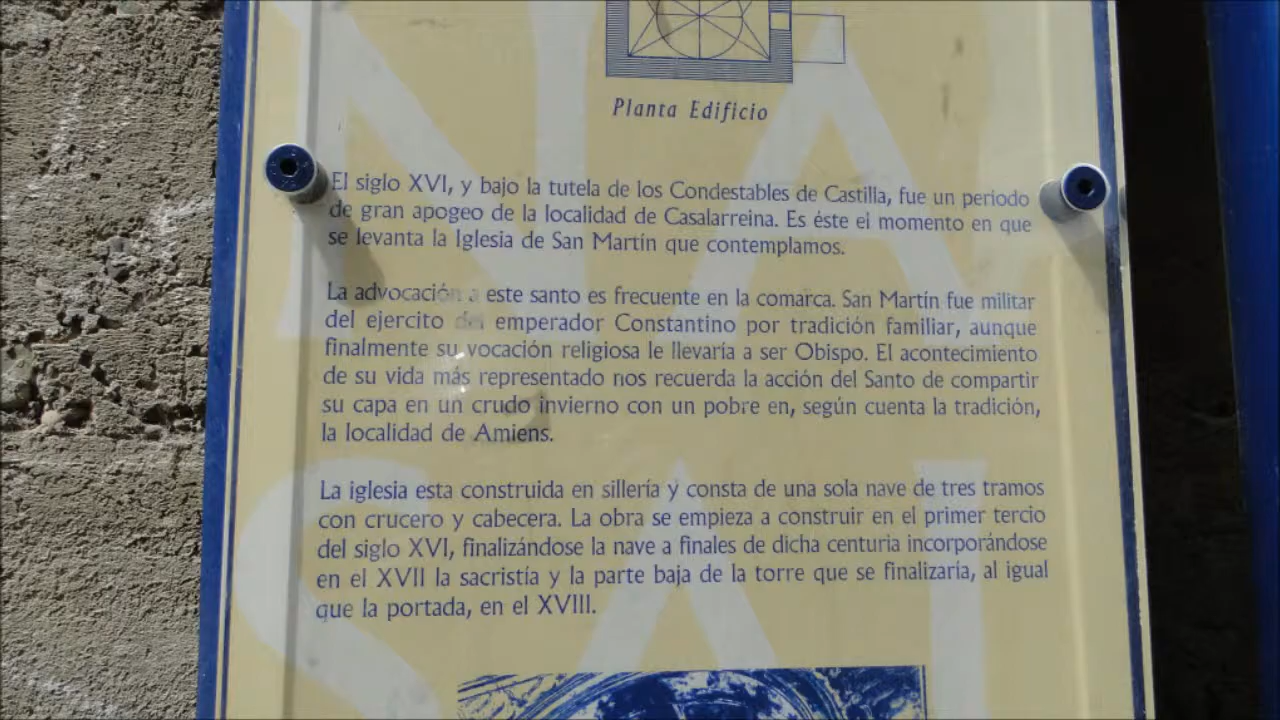 Planta Edificio
El siglo XVI, y bajo la tutela de los Condestables de Castilla, fue un periodo
de gran apogeo de la localidad de Casalarreina. Es éste el momento en que
se levanta la Iglesia de San Martín que contemplamos.
La advocación a este santo es frecuente en la comarca. San Martín fue militar
del ejercito del emperador Constantino por tradición familiar, aunque
finalmente su vocación religiosa le llevaría a ser Obispo. El acontecimiento
de su vida más representado nos recuerda la acción del Santo de compartir
su capa en un crudo invierno con un pobre en, según cuenta la tradición,
la localidad de Amiens.
La iglesia esta construida en sillería y consta de una sola nave de tres tramos
con crucero y cabecera. La obra se empieza a construir en el primer tercio
del siglo XVI, finalizándose la nave a finales de dicha centuria incorporándose
en el XVII la sacristía y la parte baja de la torre que se finalizaría, al igual
que la portada, en el XVIII.